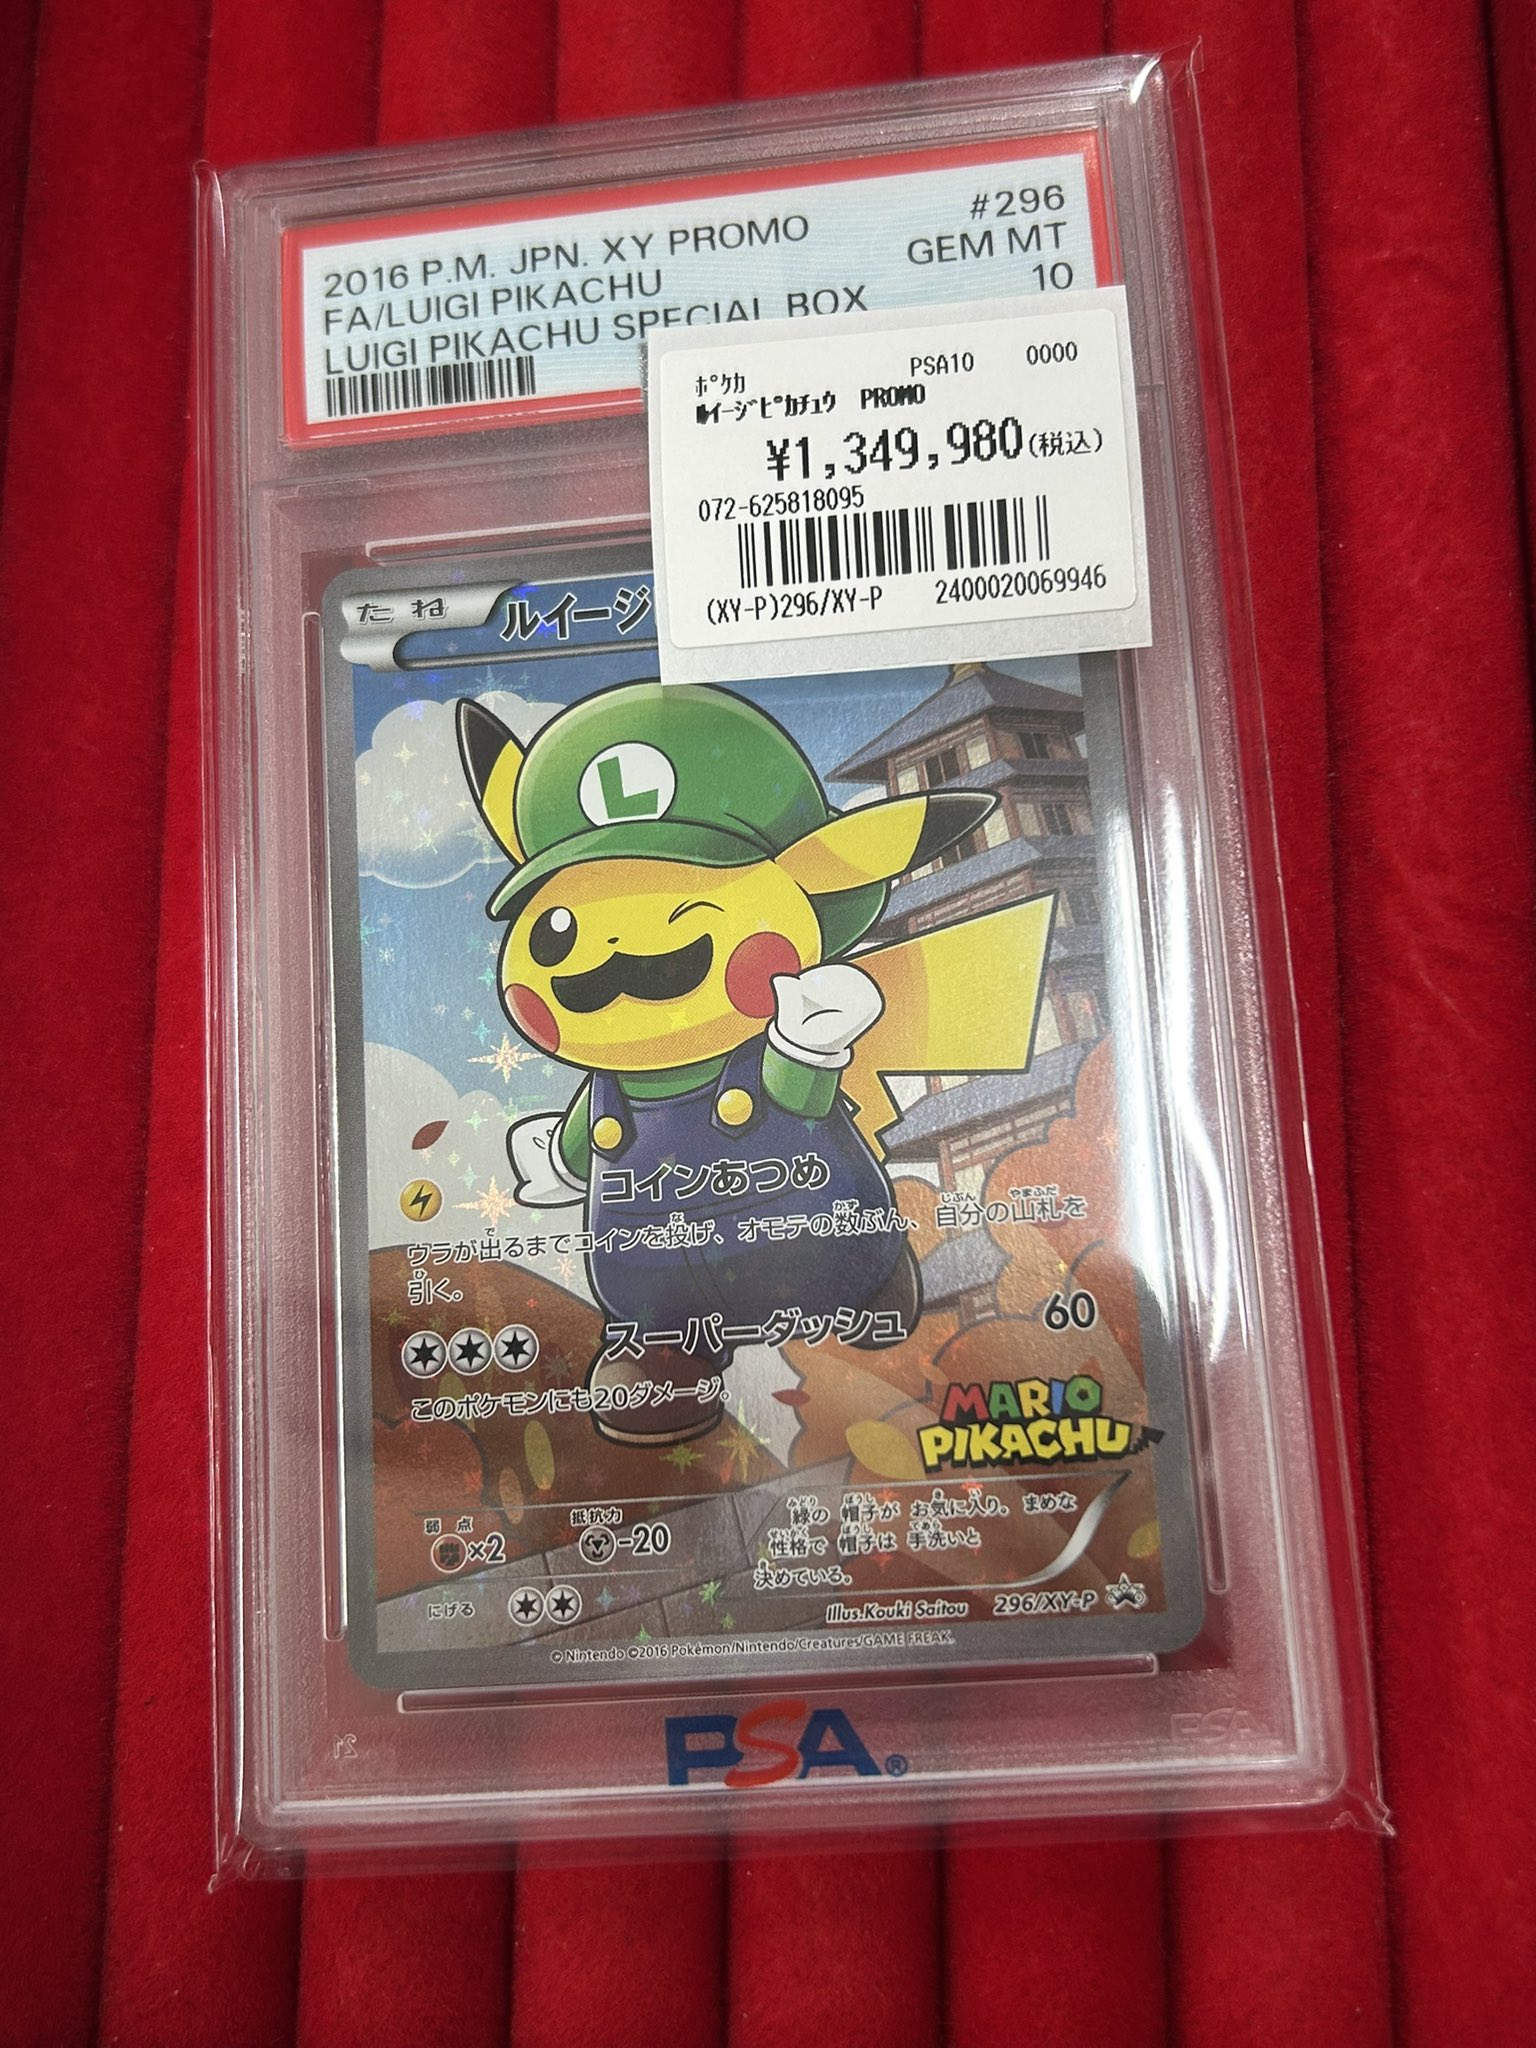 2016 P.M. JPN. XY PROMO #296
FA/LUIGI PIKACHU GEM MT
LUIGI PIKACHU SPECIAL BOX 10
ﾎﾟｹｶ PSA10 0000
ﾙｲｰｼﾞﾋﾟｶﾁｭｳ PROMO
¥1,349,980(税込)
072-625818095
(XY-P)296/XY-P 2400020069946
たね ルイージ
L
コインあつめ
ウラが出るまでコインを投げ、オモテの数ぶん、自分の山札を
引く。
スーパーダッシュ 60
このポケモンにも20ダメージ。
MARIO
PIKACHU
弱点 ×2 抵抗力 -20
緑の 帽子が お気に入り。まめな
性格で 帽子は 手洗いと
決めている。
にげる
Illus.Kouki Saitou 296/XY-P
© Nintendo ©2016 Pokémon/Nintendo/Creatures/GAME FREAK.
PSA®
PSA
21